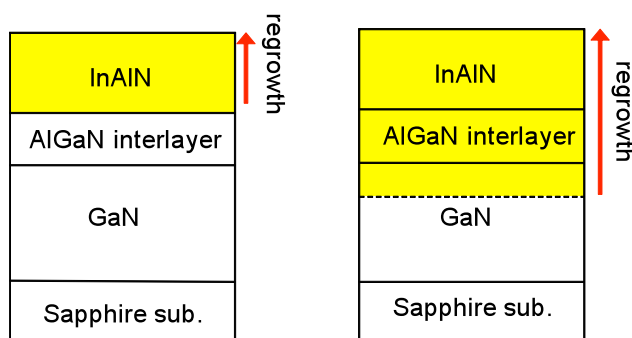 InAlN
AlGaN interlayer
GaN
Sapphire sub.
regrowth
InAlN
AlGaN interlayer
GaN
Sapphire sub.
regrowth